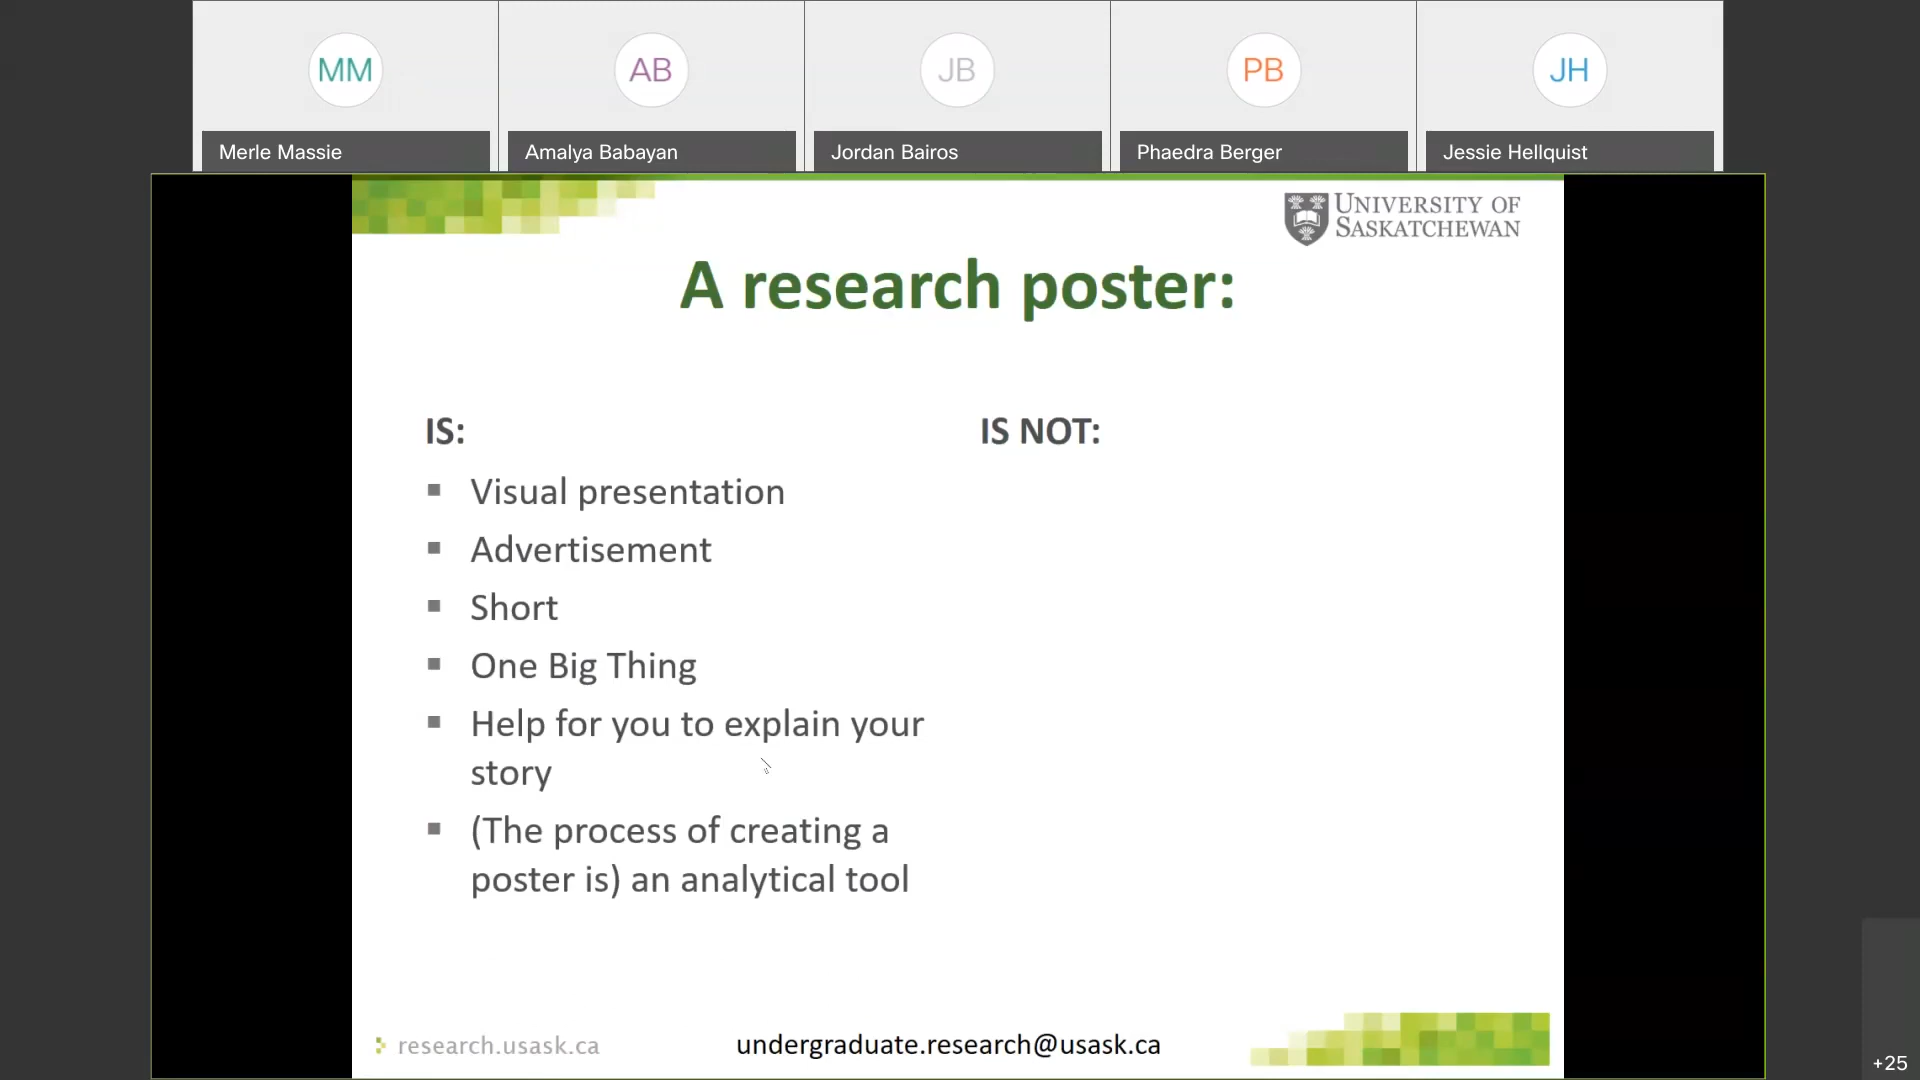 MM
AB
JB
PB
JH
Merle Massie
Amalya Babayan
Jordan Bairos
Phaedra Berger
Jessie Hellquist
UNIVERSITY OF
SASKATCHEWAN
A research poster:
IS:
Visual presentation
Advertisement
Short
One Big Thing
Help for you to explain your
story
(The process of creating a
poster is) an analytical tool
IS NOT:
research.usask.ca
undergraduate.research@usask.ca
+25